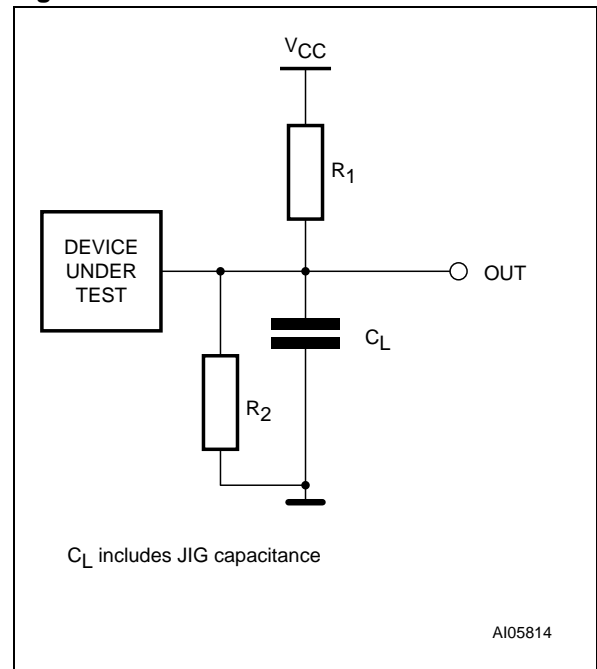 VCC
R1
DEVICE
UNDER
TEST
OUT
CL
R2
CL includes JIG capacitance
AI05814